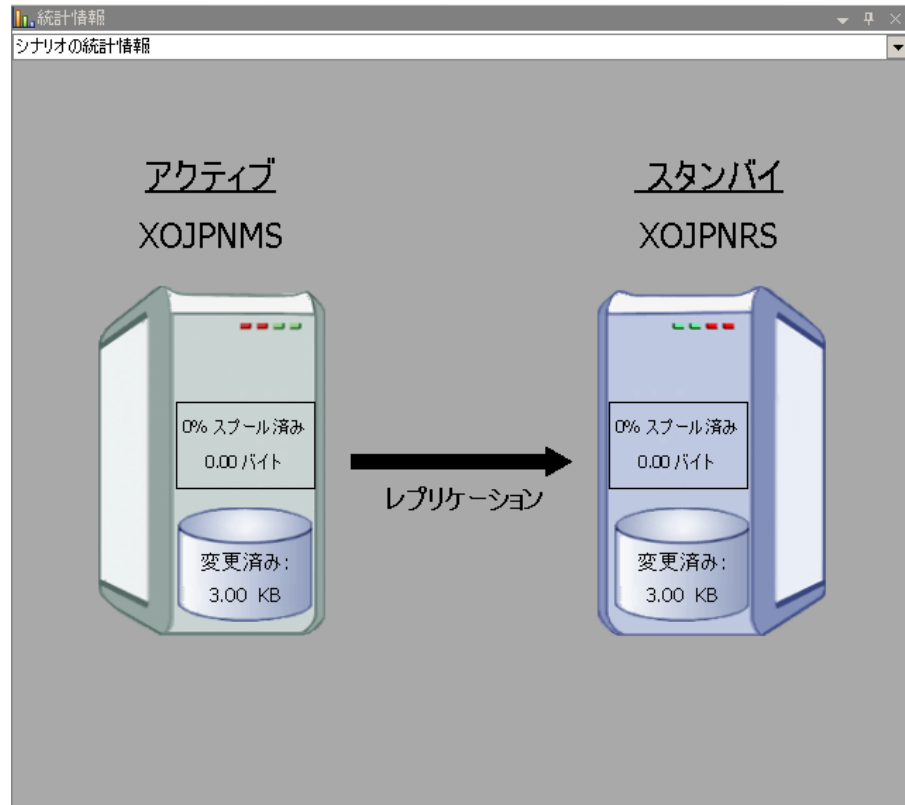 統計情報
シナリオの統計情報
アクティブ
スタンバイ
XOJPNMS
XOJPNRS
0% スプール済み
0.00 バイト
0% スプール済み
0.00 バイト
レプリケーション
変更済み:
3.00 KB
変更済み:
3.00 KB